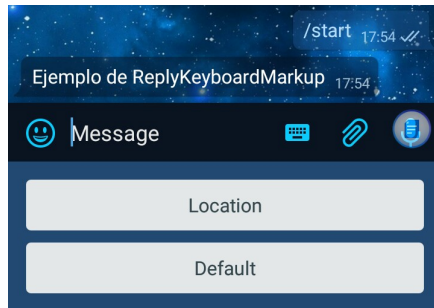 /start 17:54
Ejemplo de ReplyKeyboardMarkup 17:54
Message
Location
Default